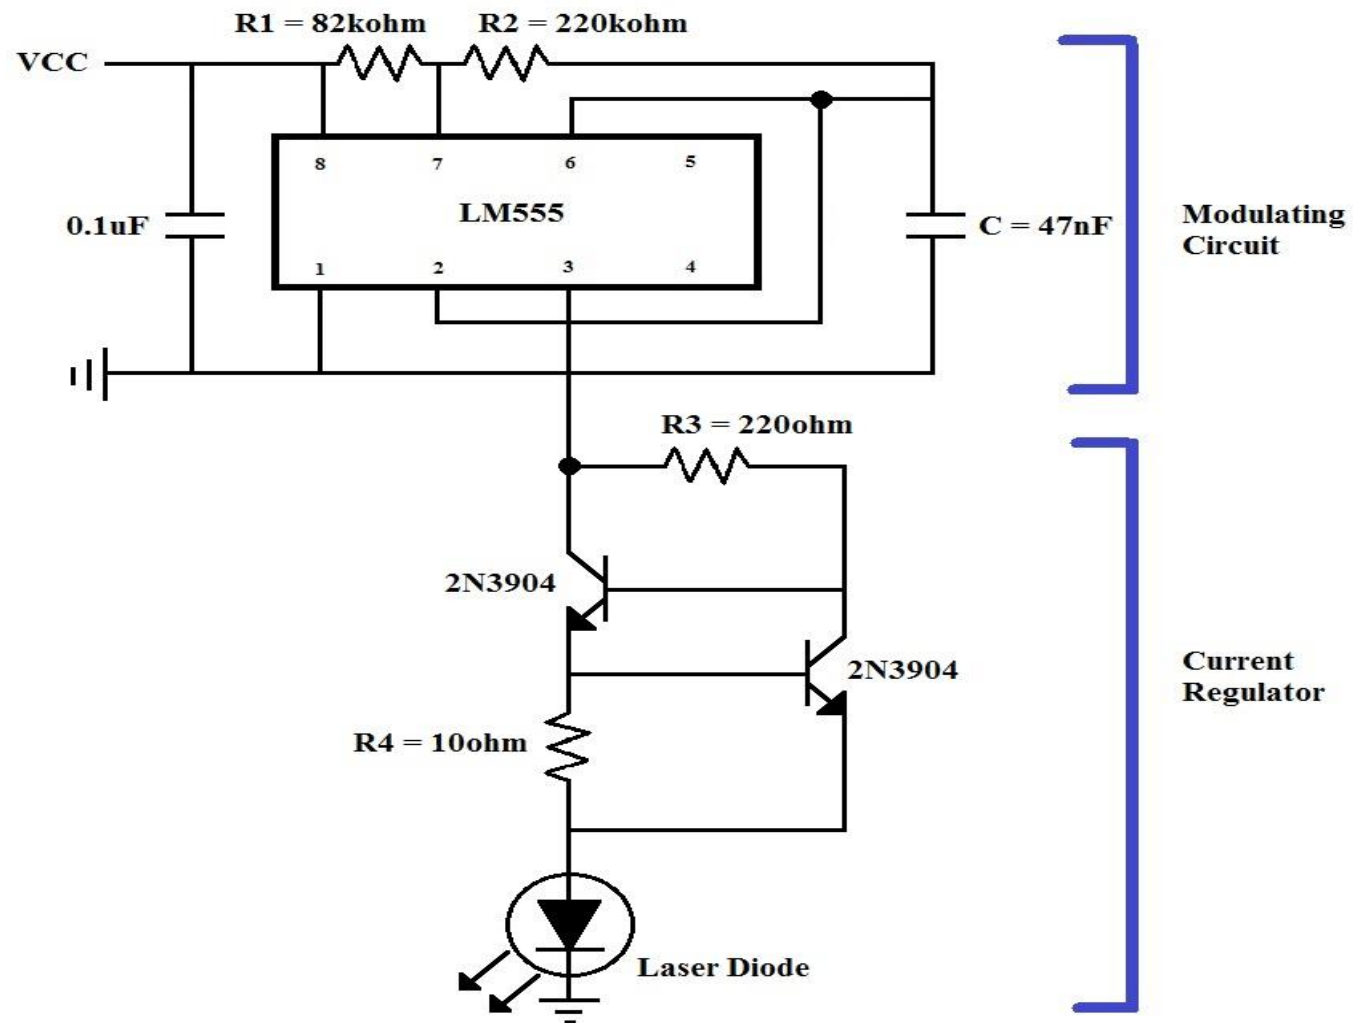 R1 = 82kohm
R2 = 220kohm
VCC
8
7
6
5
LM555
0.1uF
C = 47nF
Modulating
Circuit
1
2
3
4
R3 = 220ohm
2N3904
2N3904
Current
Regulator
R4 = 10ohm
Laser Diode